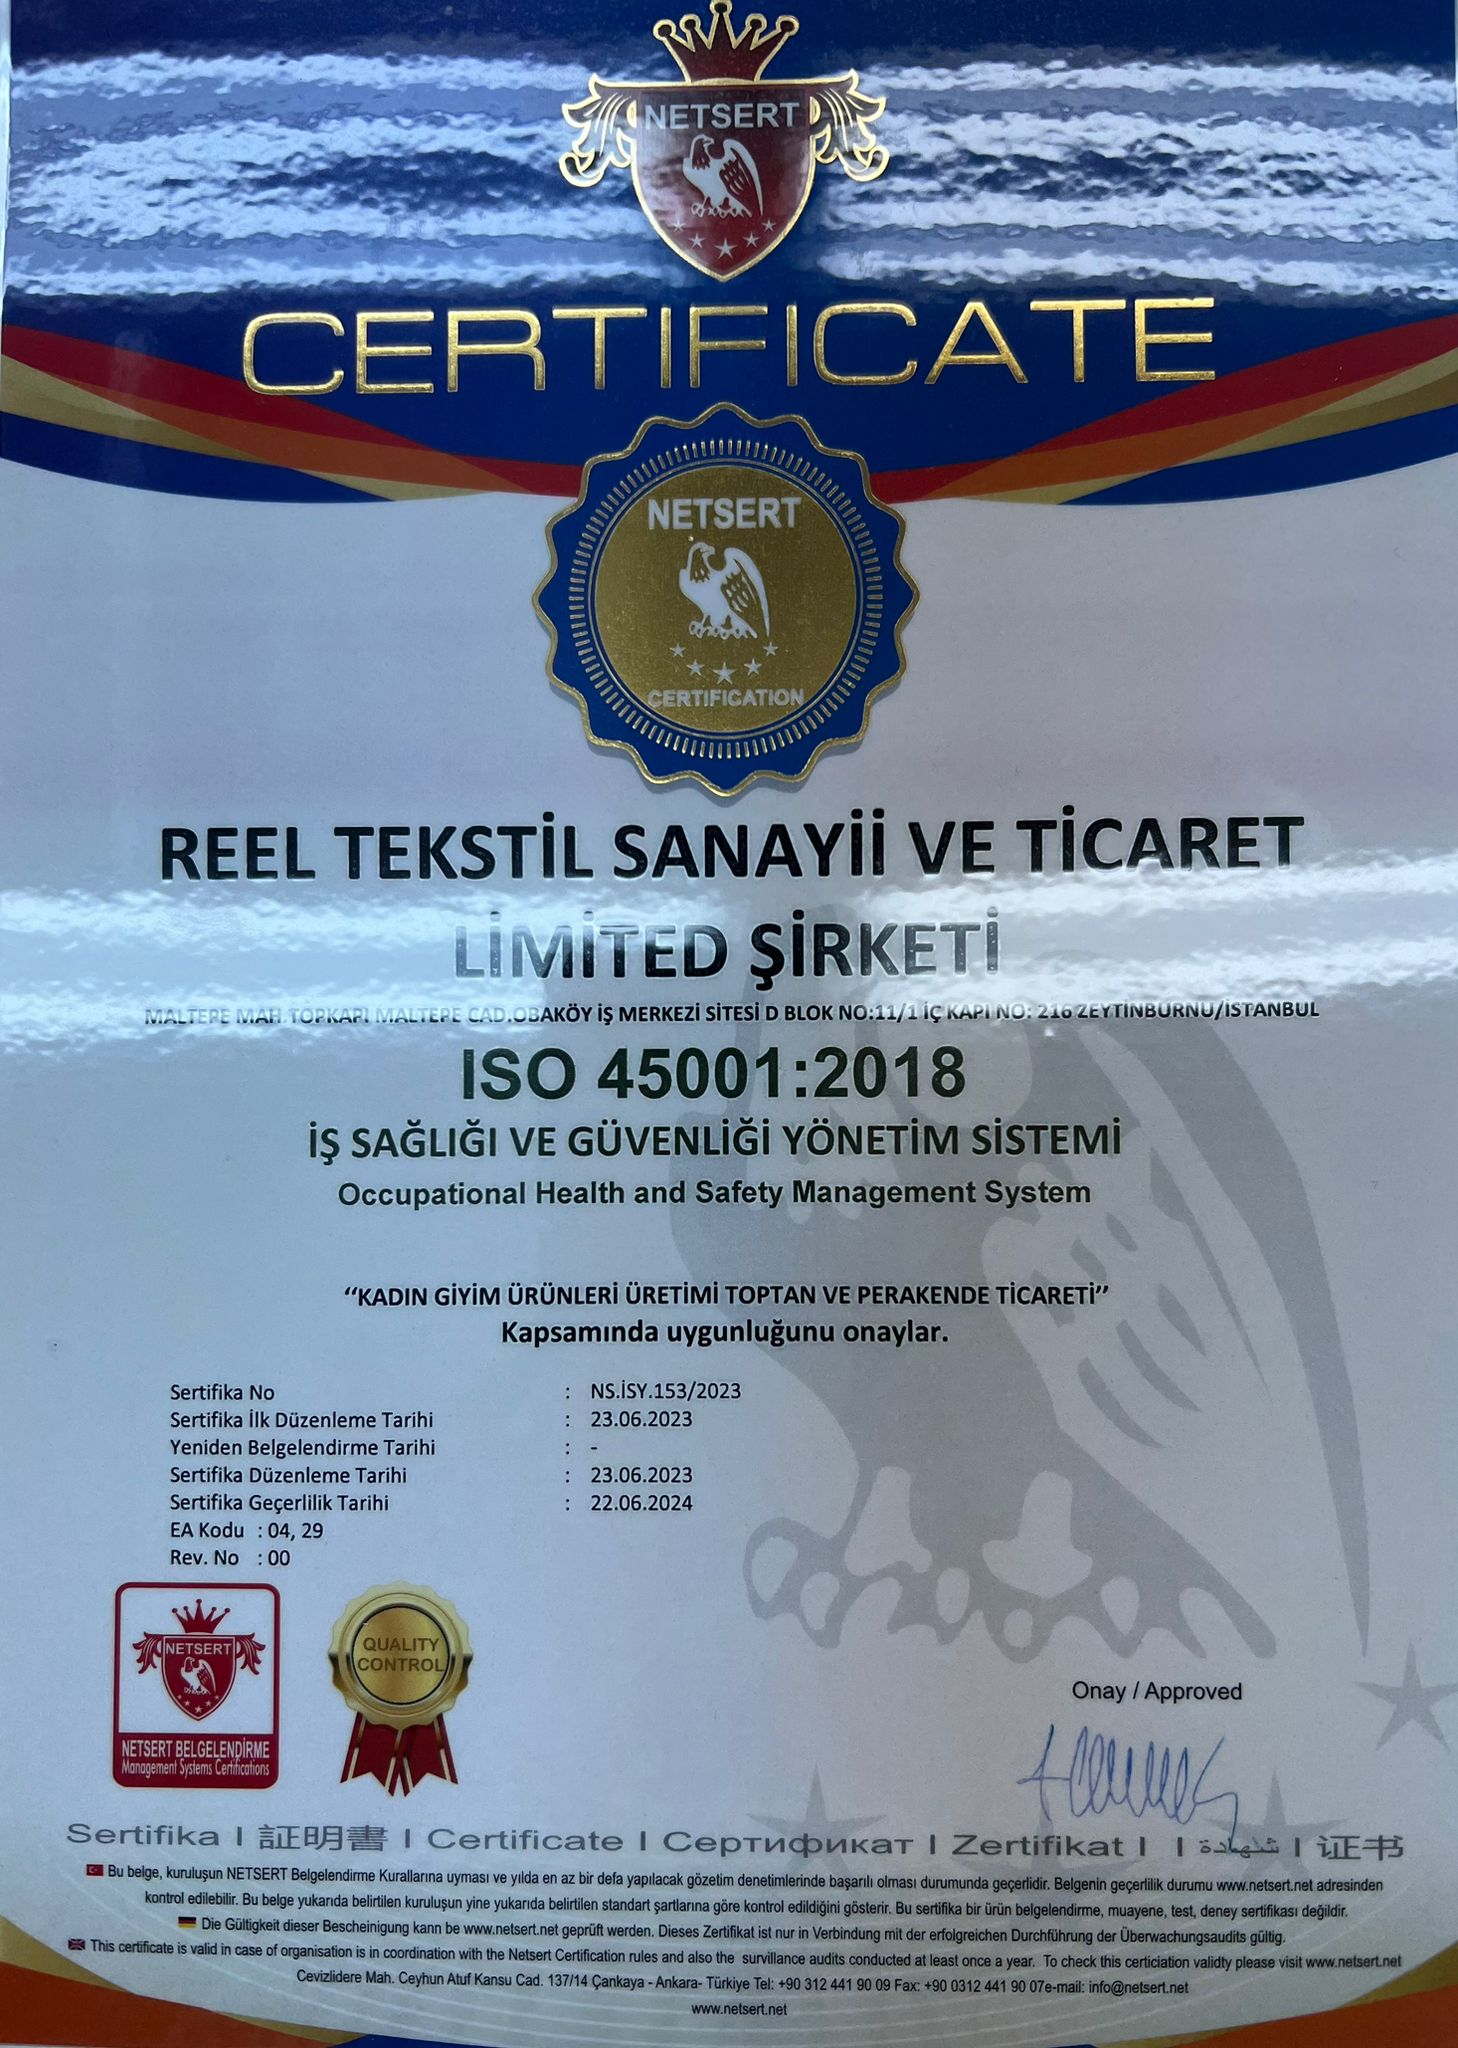 NETSERT
CERTIFICATE
NETSERT
CERTIFICATION
REEL TEKSTİL SANAYİİ VE TİCARET
LİMİTED ŞİRKETİ
MALTEPE MAH.TOPKAPI MALTEPE CAD.OBAKÖY İŞ MERKEZİ SİTESİ D BLOK NO:11/1 İÇ KAPI NO: 216 ZEYTİNBURNU/İSTANBUL
ISO 45001:2018
İŞ SAĞLIĞI VE GÜVENLİĞİ YÖNETİM SİSTEMİ
Occupational Health and Safety Management System
‘‘KADIN GİYİM ÜRÜNLERİ ÜRETİMİ TOPTAN VE PERAKENDE TİCARETİ’’
Kapsamında uygunluğunu onaylar.
Sertifika No : NS.İSY.153/2023
Sertifika İlk Düzenleme Tarihi : 23.06.2023
Yeniden Belgelendirme Tarihi : -
Sertifika Düzenleme Tarihi : 23.06.2023
Sertifika Geçerlilik Tarihi : 22.06.2024
EA Kodu : 04, 29
Rev. No : 00
NETSERT
NETSERT BELGELENDİRME
Management Systems Certifications
QUALITY
CONTROL
Onay / Approved
Sertifika I 証明書 I Certificate I Сертификат I Zertifikat I I شهادة I 证书
Bu belge, kuruluşun NETSERT Belgelendirme Kurallarına uyması ve yılda en az bir defa yapılacak gözetim denetimlerinde başarılı olması durumunda geçerlidir. Belgenin geçerlilik durumu www.netsert.net adresinden
kontrol edilebilir. Bu belge yukarıda belirtilen kuruluşun yine yukarıda belirtilen standart şartlarına göre kontrol edildiğini gösterir. Bu sertifika bir ürün belgelendirme, muayene, test, deney sertifikası değildir.
Die Gültigkeit dieser Bescheinigung kann be www.netsert.net geprüft werden. Dieses Zertifikat ist nur in Verbindung mit der erfolgreichen Durchführung der Überwachungsaudits gültig.
This certificate is valid in case of organisation is in coordination with the Netsert Certification rules and also the survillance audits conducted at least once a year. To check this certiciation validty please visit www.netsert.net
Cevizlidere Mah. Ceyhun Atuf Kansu Cad. 137/14 Çankaya - Ankara- Türkiye Tel: +90 312 441 90 09 Fax: +90 0312 441 90 07e-mail: info@netsert.net
www.netsert.net